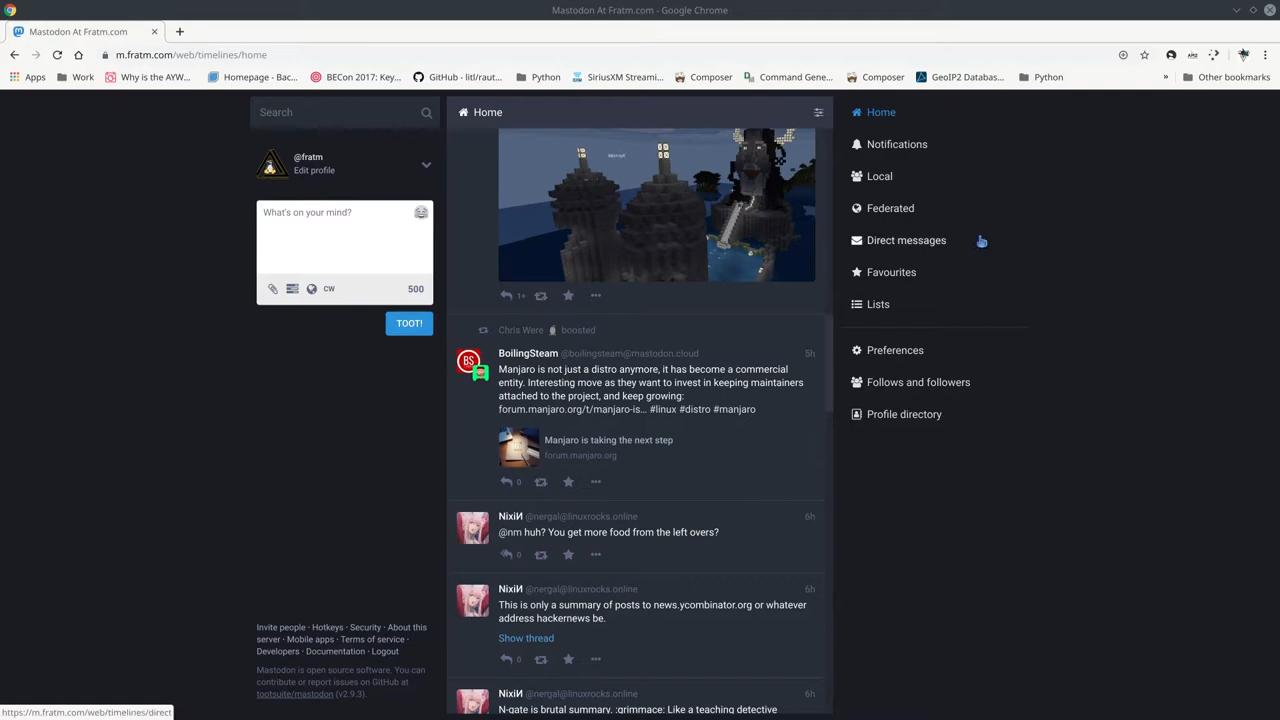 Mastodon At Fratm.com - Google Chrome
Mastodon At Fratm.com
m.fratm.com/web/timelines/home
Apps Work Why is the AYW... Homepage - Bac... BECon 2017: Key... GitHub - litl/raut... Python SiriusXM Streami... Composer Command Gene... Composer GeoIP2 Databas... Python » Other bookmarks
Search
@fratm
Edit profile
What's on your mind?
CW 500
TOOT!
Invite people · Hotkeys · Security · About this
server · Mobile apps · Terms of service ·
Developers · Documentation · Logout
Mastodon is open source software. You can
contribute or report issues on GitHub at
tootsuite/mastodon (v2.9.3).
Home
1+
Chris Were boosted
BS
BoilingSteam @boilingsteam@mastodon.cloud 5h
Manjaro is not just a distro anymore, it has become a commercial
entity. Interesting move as they want to invest in keeping maintainers
attached to the project, and keep growing:
forum.manjaro.org/t/manjaro-is... #linux #distro #manjaro
Manjaro is taking the next step
forum.manjaro.org
0
NixiИ @nergal@linuxrocks.online 6h
@nm huh? You get more food from the left overs?
0
NixiИ @nergal@linuxrocks.online 6h
This is only a summary of posts to news.ycombinator.org or whatever
address hackernews be.
Show thread
0
NixiИ @nergal@linuxrocks.online 6h
N-gate is brutal summary. :grimmace: Like a teaching detective
Home
Notifications
Local
Federated
Direct messages
Favourites
Lists
Preferences
Follows and followers
Profile directory
https://m.fratm.com/web/timelines/direct